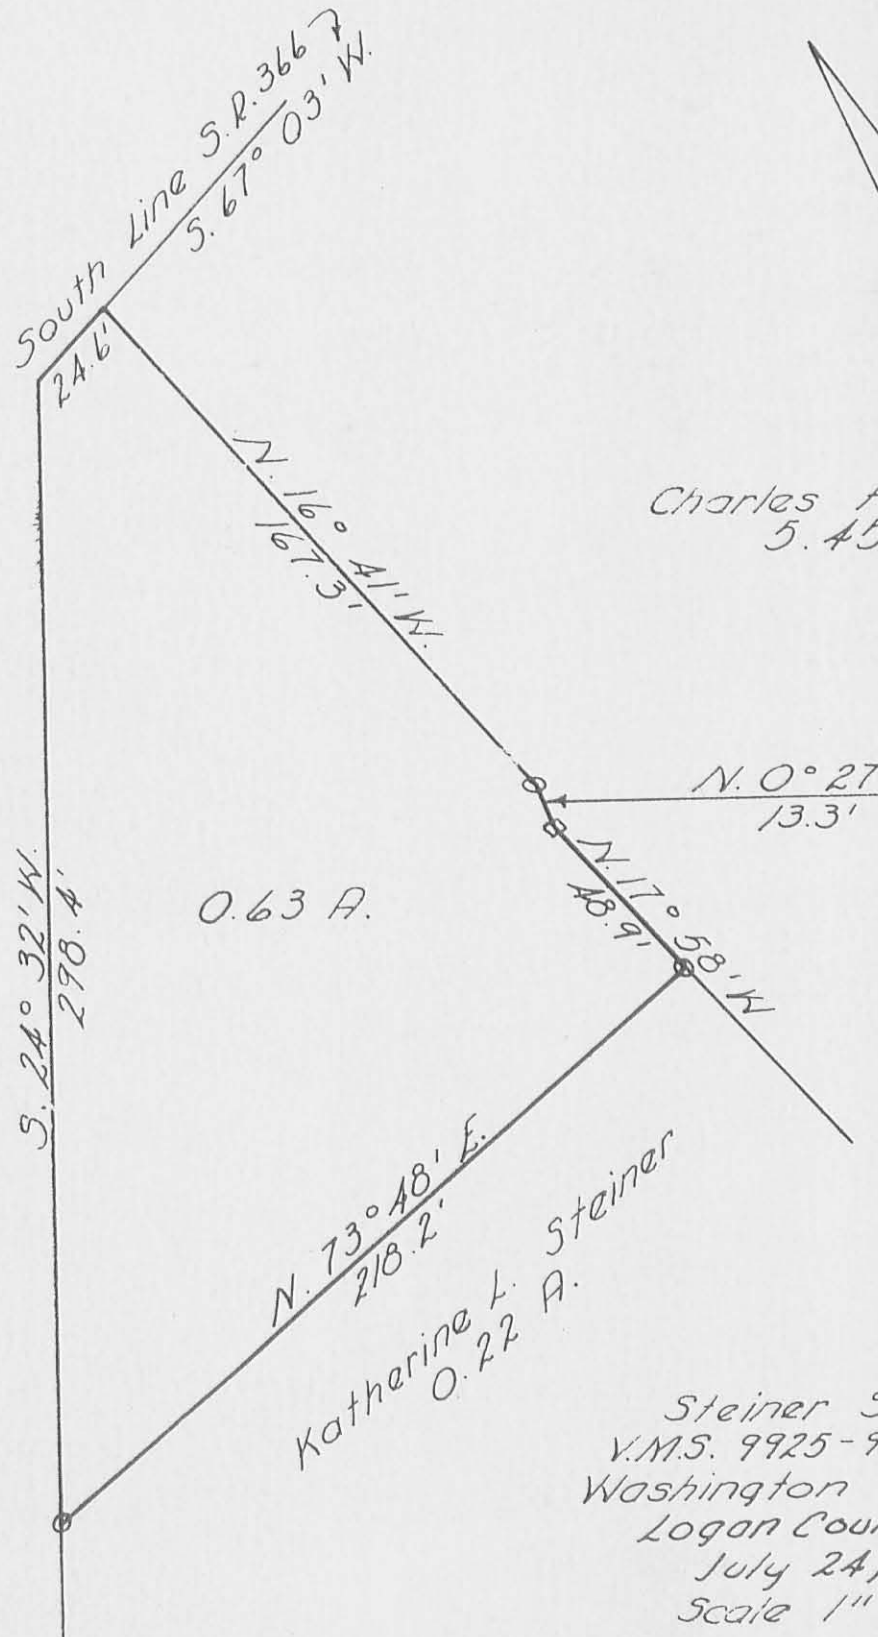 South Line S.R. 366
S. 67° 03' W.
24.6'
N. 16° 41' W.
167.3'
Charles
5.45
N. 0° 27
13.3'
N. 17° 58' W
48.9'
0.63 A.
S. 24° 32' W.
298.4'
N. 73° 48' E.
218.2'
Katherine L. Steiner
0.22 A.
Steiner S
V.M.S. 9925-9
Washington
Logan Cou
July 24,
Scale 1"